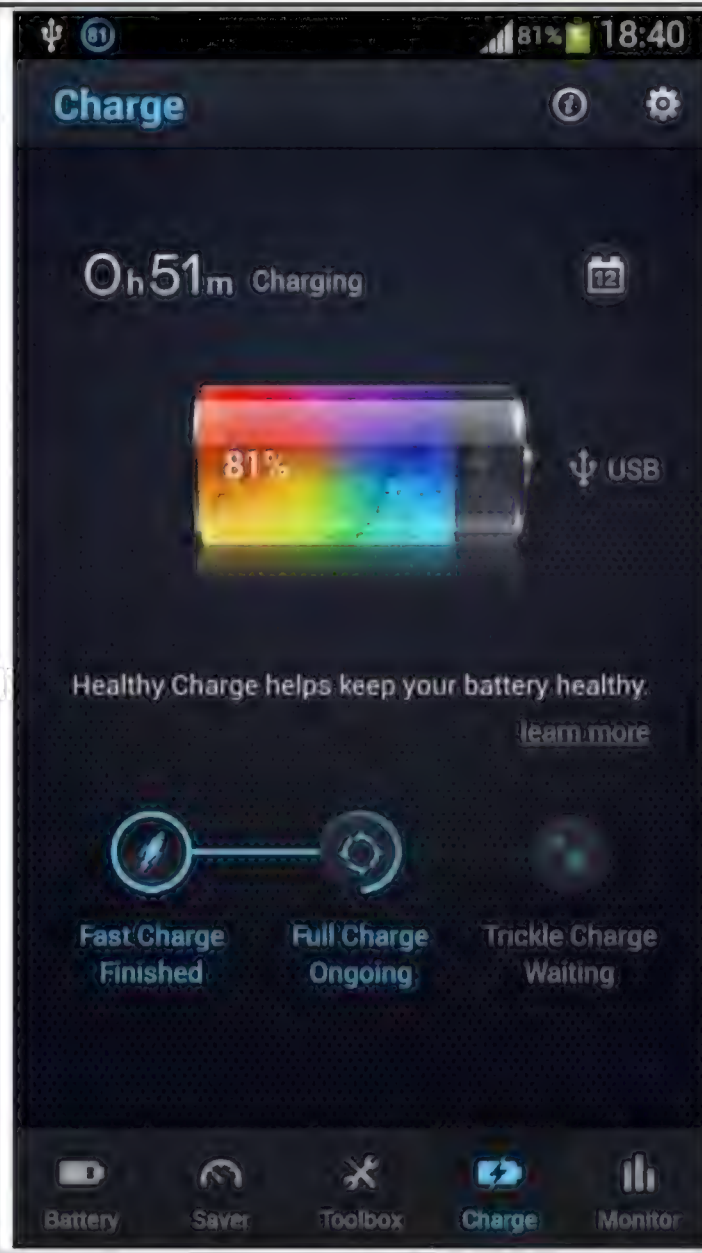 81 81% 18:40
Charge
0h51m Charging 12
81%
USB
Healthy Charge helps keep your battery healthy.
learn more
Fast Charge Full Charge Trickle Charge
Finished Ongoing Waiting
Battery Saver Toolbox Charge Monitor